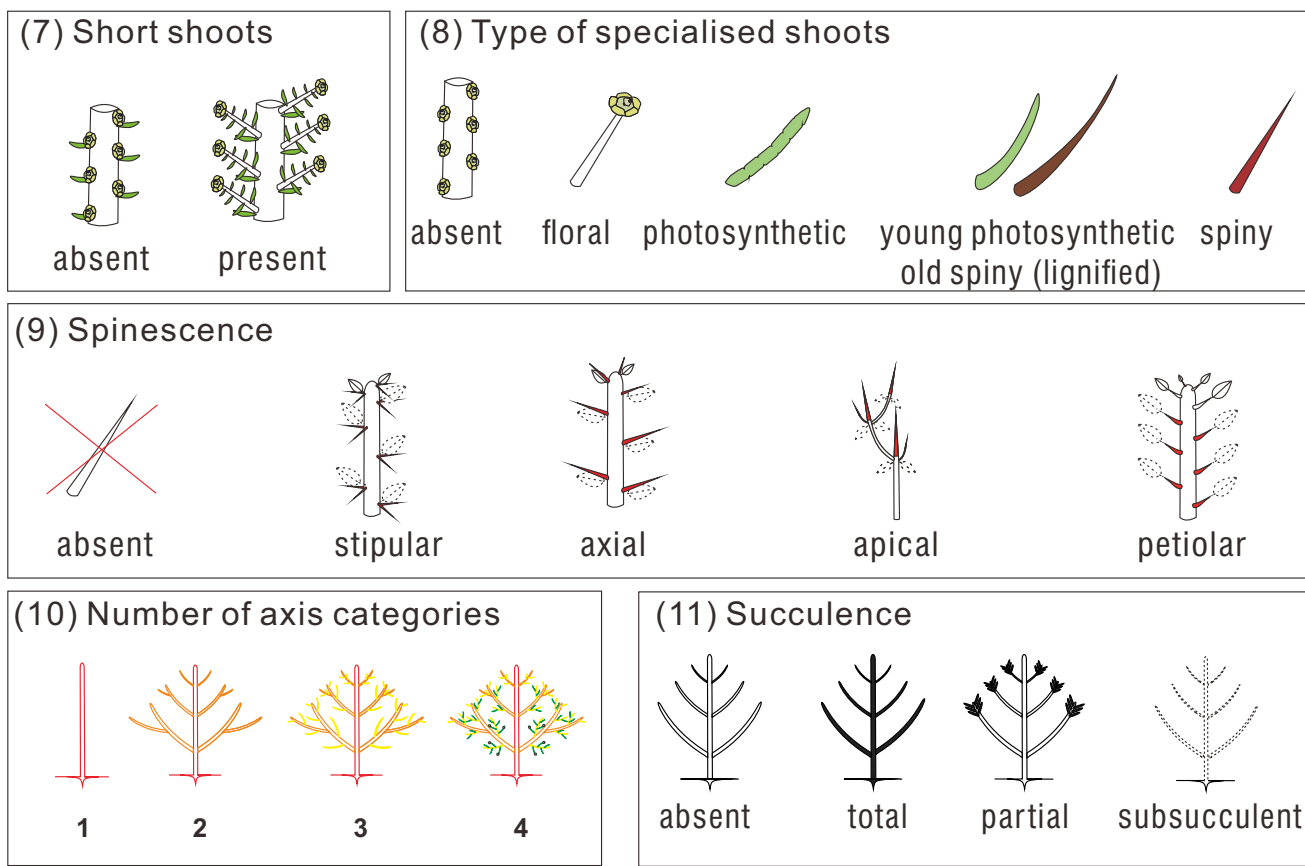 (7) Short shoots
absent
present
(8) Type of specialised shoots
absent
floral
photosynthetic
young photosynthetic
old spiny (lignified)
spiny
(9) Spinescence
absent
stipular
axial
apical
petiolar
(10) Number of axis categories
1
2
3
4
(11) Succulence
absent
total
partial
subsucculent